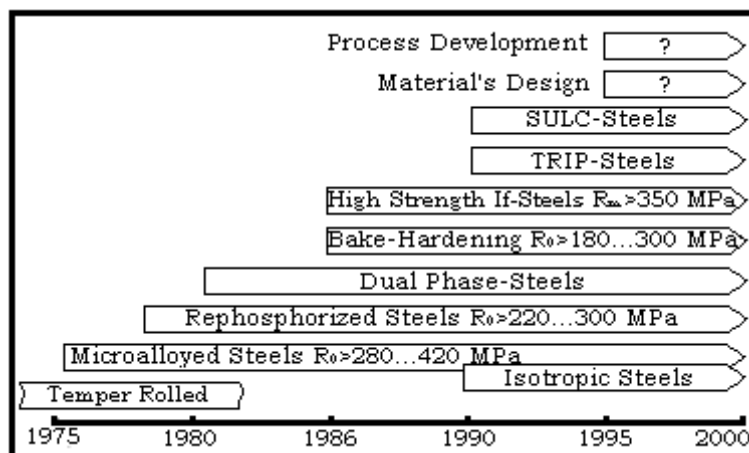 Process Development ?
Material's Design ?
SULC-Steels
TRIP-Steels
High Strength If-Steels Rm>350 MPa
Bake-Hardening R0>180...300 MPa
Dual Phase-Steels
Rephosphorized Steels R0>220...300 MPa
Microalloyed Steels R0>280...420 MPa
Isotropic Steels
Temper Rolled
1975 1980 1986 1990 1995 2000